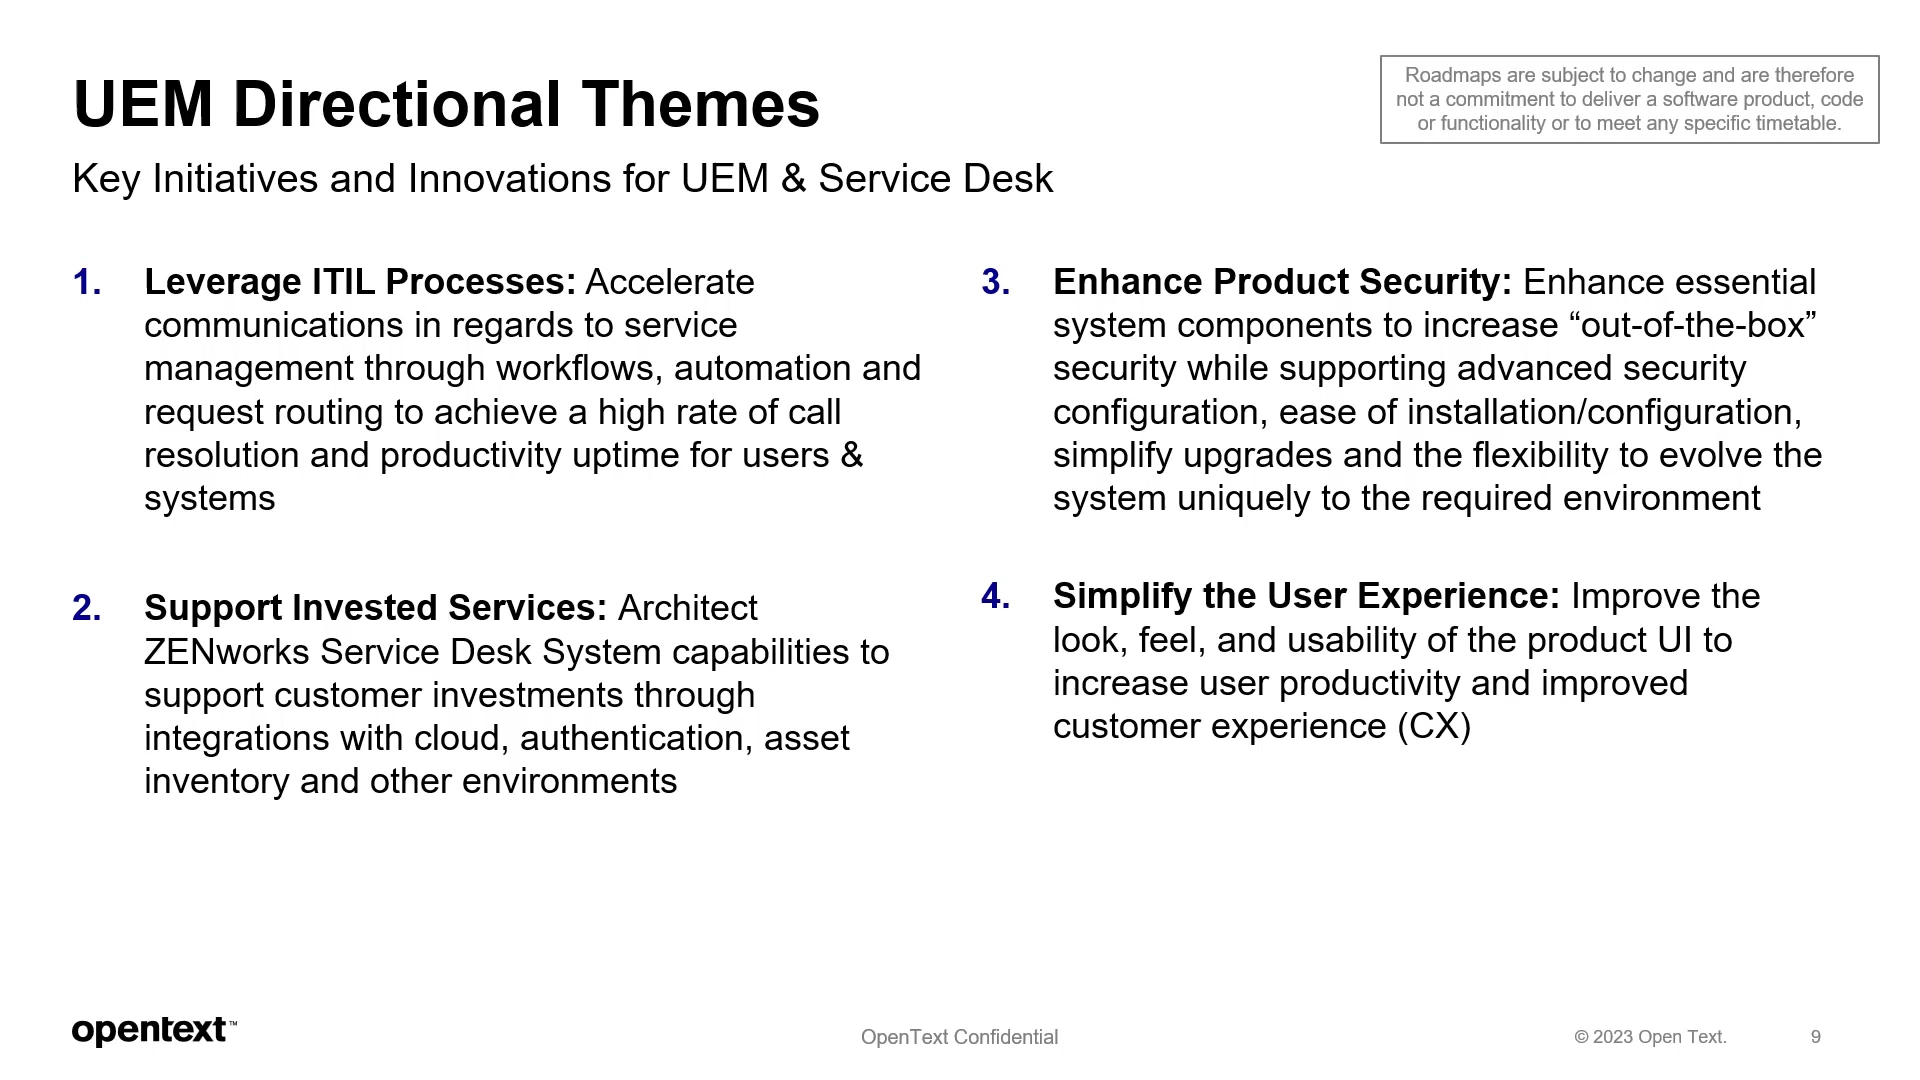 UEM Directional Themes
Roadmaps are subject to change and are therefore
not a commitment to deliver a software product, code
or functionality or to meet any specific timetable.
Key Initiatives and Innovations for UEM & Service Desk
1. Leverage ITIL Processes: Accelerate
communications in regards to service
management through workflows, automation and
request routing to achieve a high rate of call
resolution and productivity uptime for users &
systems
2. Support Invested Services: Architect
ZENworks Service Desk System capabilities to
support customer investments through
integrations with cloud, authentication, asset
inventory and other environments
3. Enhance Product Security: Enhance essential
system components to increase “out-of-the-box”
security while supporting advanced security
configuration, ease of installation/configuration,
simplify upgrades and the flexibility to evolve the
system uniquely to the required environment
4. Simplify the User Experience: Improve the
look, feel, and usability of the product UI to
increase user productivity and improved
customer experience (CX)
opentext™
OpenText Confidential
© 2023 Open Text.
9